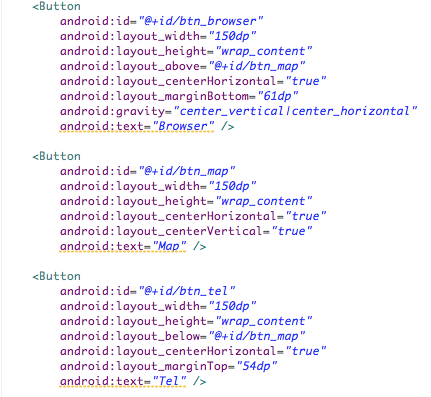 <Button
android:id="@+id/btn_browser"
android:layout_width="150dp"
android:layout_height="wrap_content"
android:layout_above="@+id/btn_map"
android:layout_centerHorizontal="true"
android:layout_marginBottom="61dp"
android:gravity="center_vertical|center_horizontal"
android:text="Browser" />
<Button
android:id="@+id/btn_map"
android:layout_width="150dp"
android:layout_height="wrap_content"
android:layout_centerHorizontal="true"
android:layout_centerVertical="true"
android:text="Map" />
<Button
android:id="@+id/btn_tel"
android:layout_width="150dp"
android:layout_height="wrap_content"
android:layout_below="@+id/btn_map"
android:layout_centerHorizontal="true"
android:layout_marginTop="54dp"
android:text="Tel" />